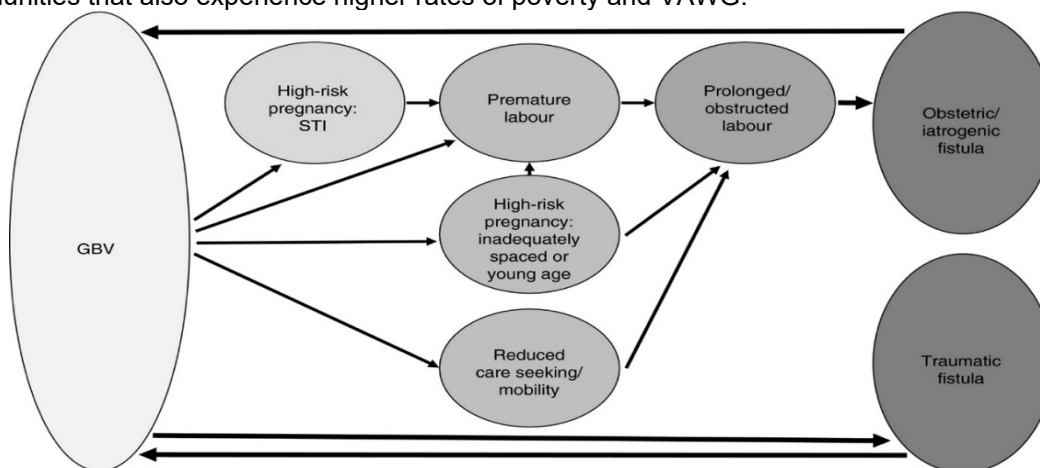 that also experience higher rates of poverty and VAWG.
High-risk
pregnancy:
STI
Premature
labour
Prolonged/
obstructed
labour
Obstetric/
iatrogenic
fistula
GBV
High-risk
pregnancy:
inadequately
spaced or
young age
Reduced
care seeking/
mobility
Traumatic
fistula